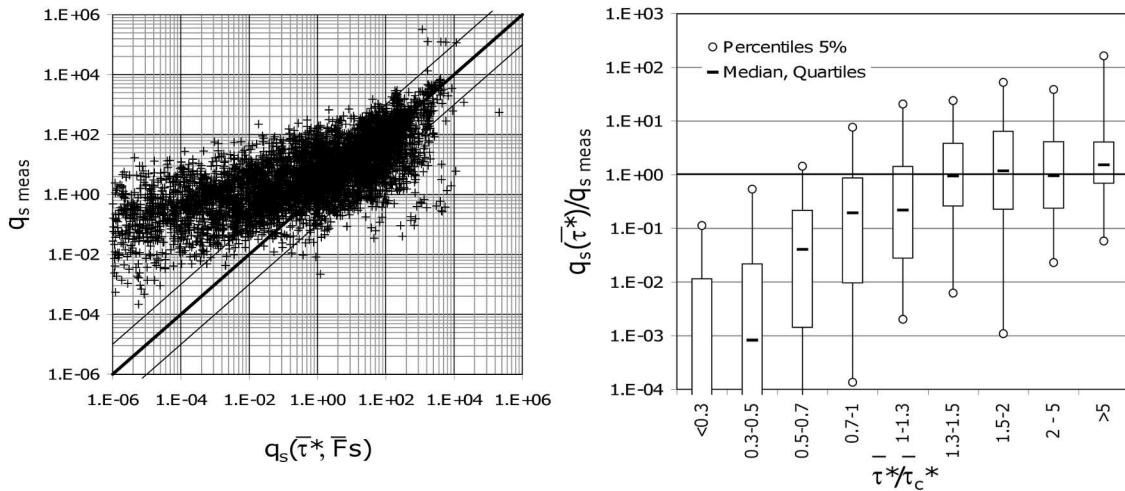 1.E+06
1.E+04
1.E+02
1.E+00
1.E-02
1.E-04
1.E-06
q_s meas
1.E-06 1.E-04 1.E-02 1.E+00 1.E+02 1.E+04 1.E+06
q_s(τ̄*, F̄s)
1.E+03
1.E+02
1.E+01
1.E+00
1.E-01
1.E-02
1.E-03
1.E-04
q_s(τ̄*)/q_s meas
Percentiles 5%
Median, Quartiles
<0.3
0.3-0.5
0.5-0.7
0.7-1
1-1.3
1.3-1.5
1.5-2
2 - 5
>5
τ̄*/τ̄_c*